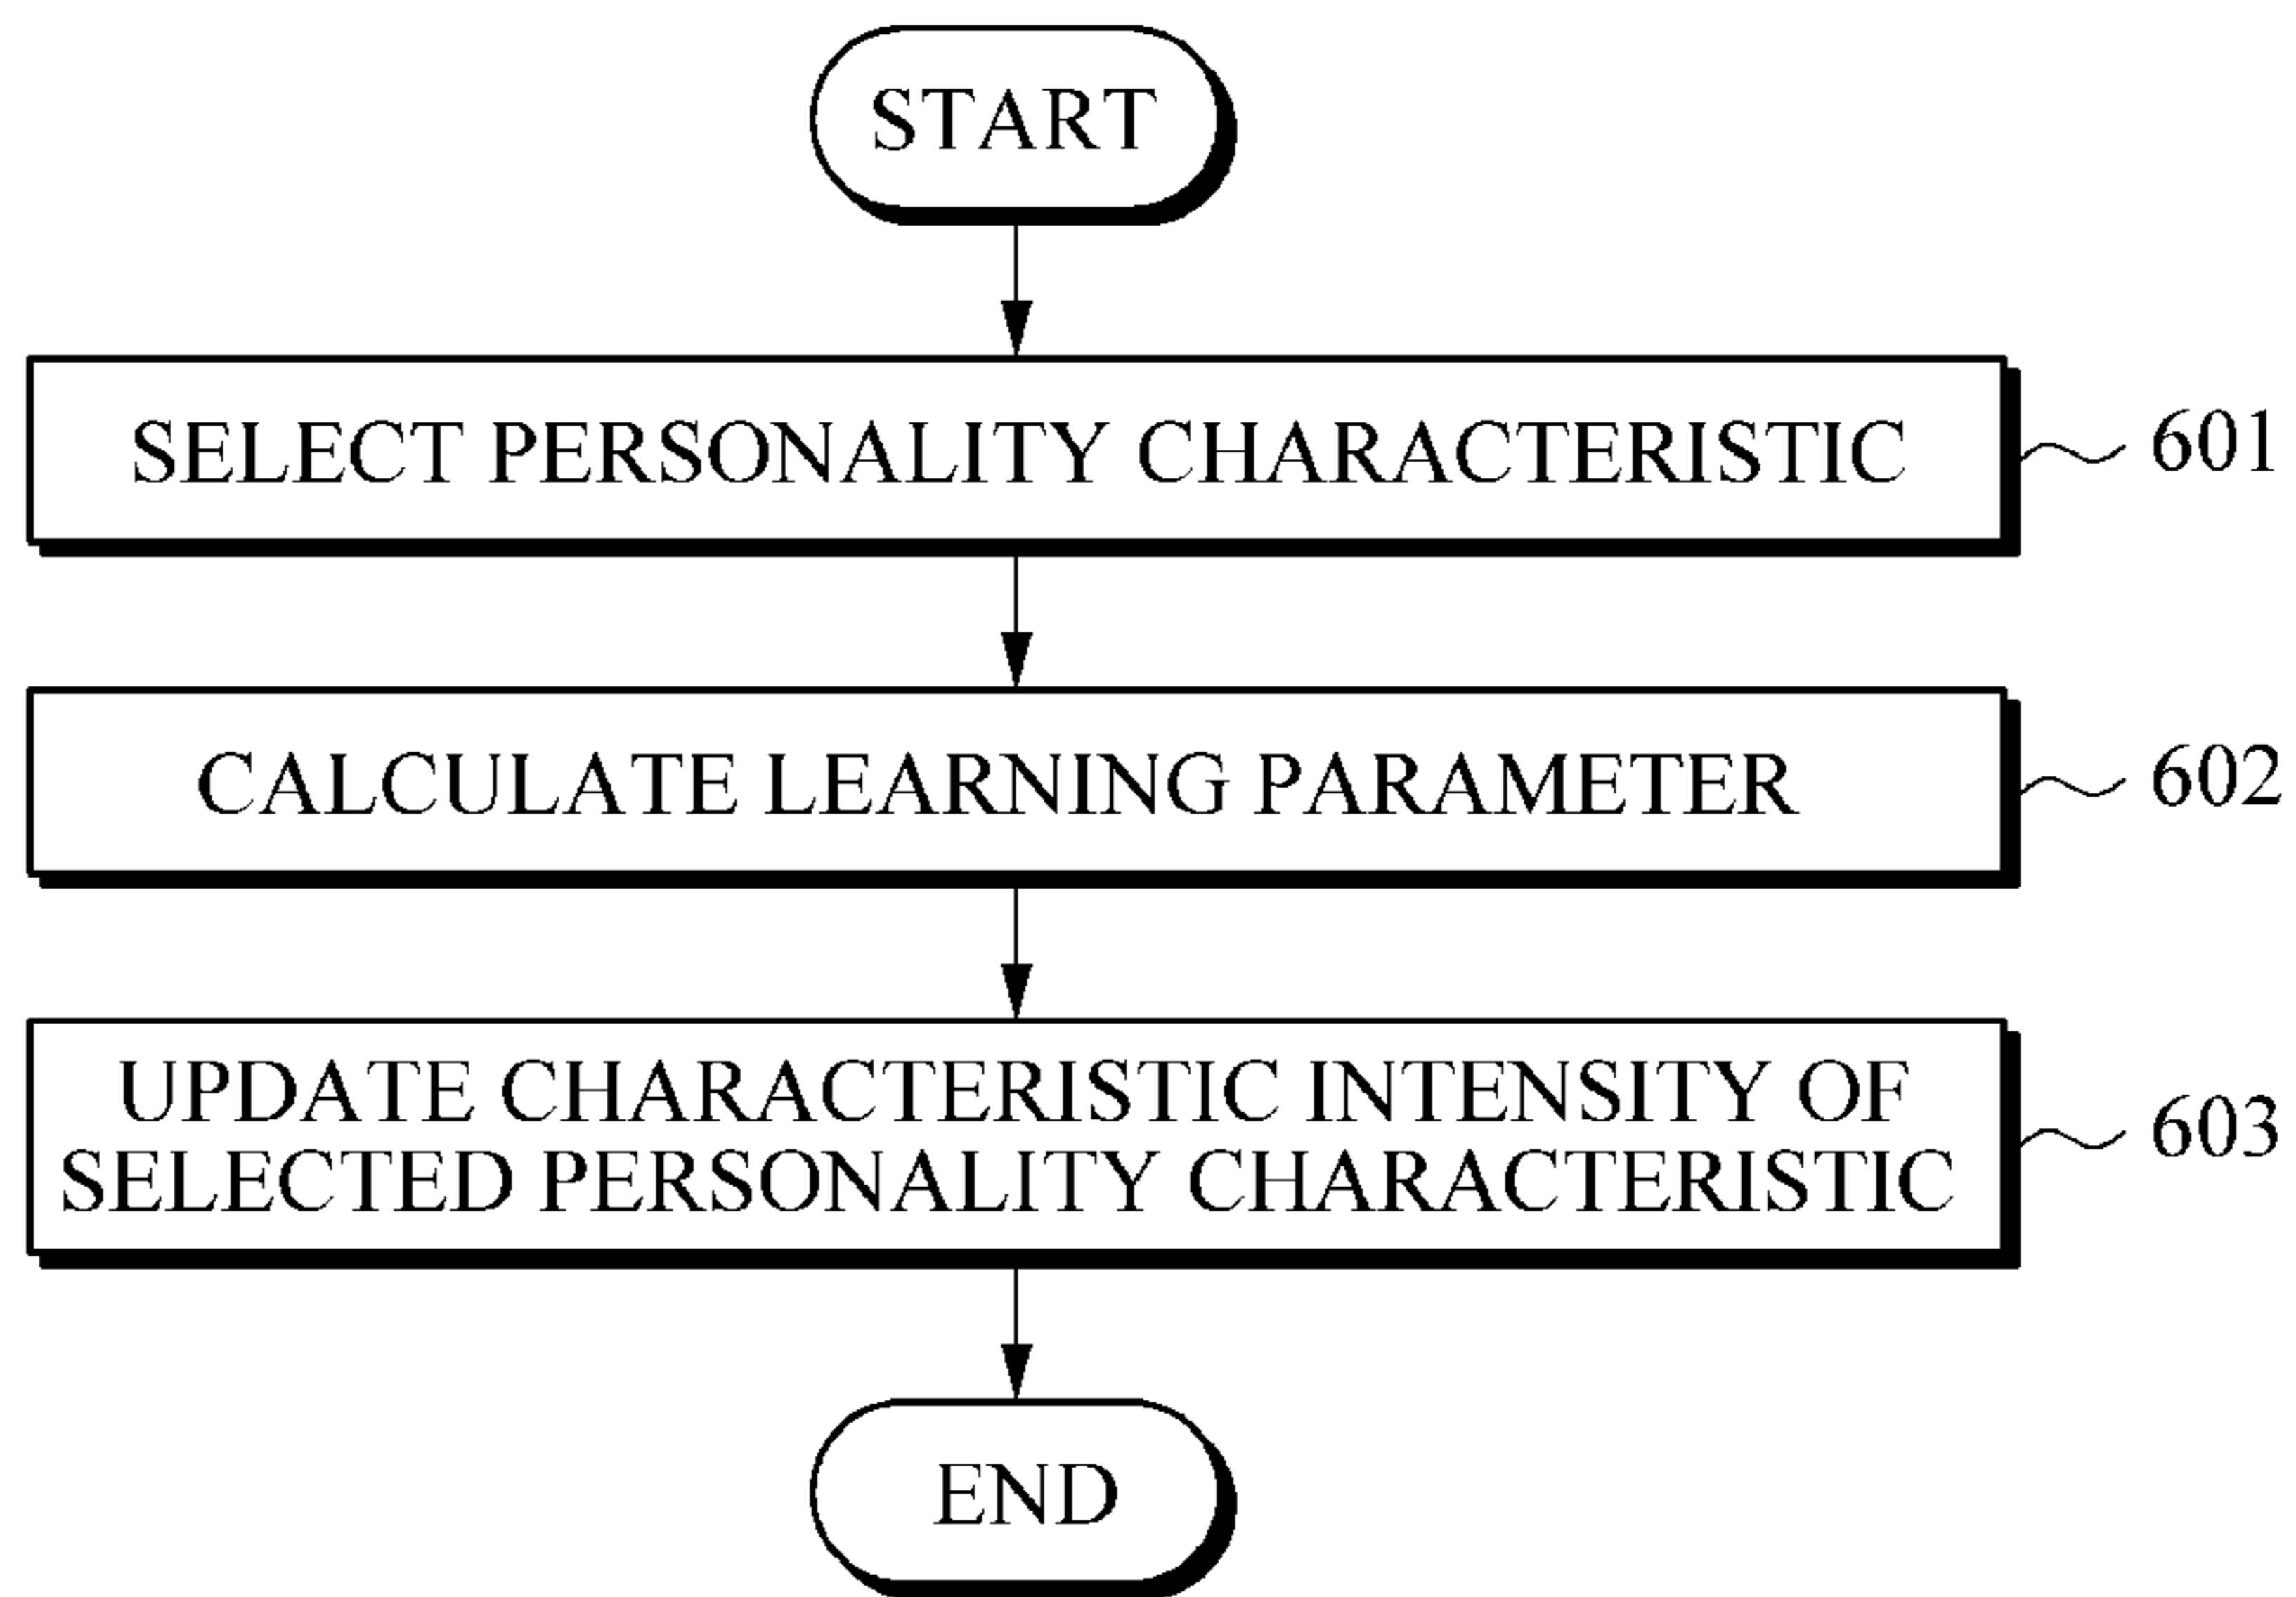 START
SELECT PERSONALITY CHARACTERISTIC
601
CALCULATE LEARNING PARAMETER
602
UPDATE CHARACTERISTIC INTENSITY OF
SELECTED PERSONALITY CHARACTERISTIC
603
END